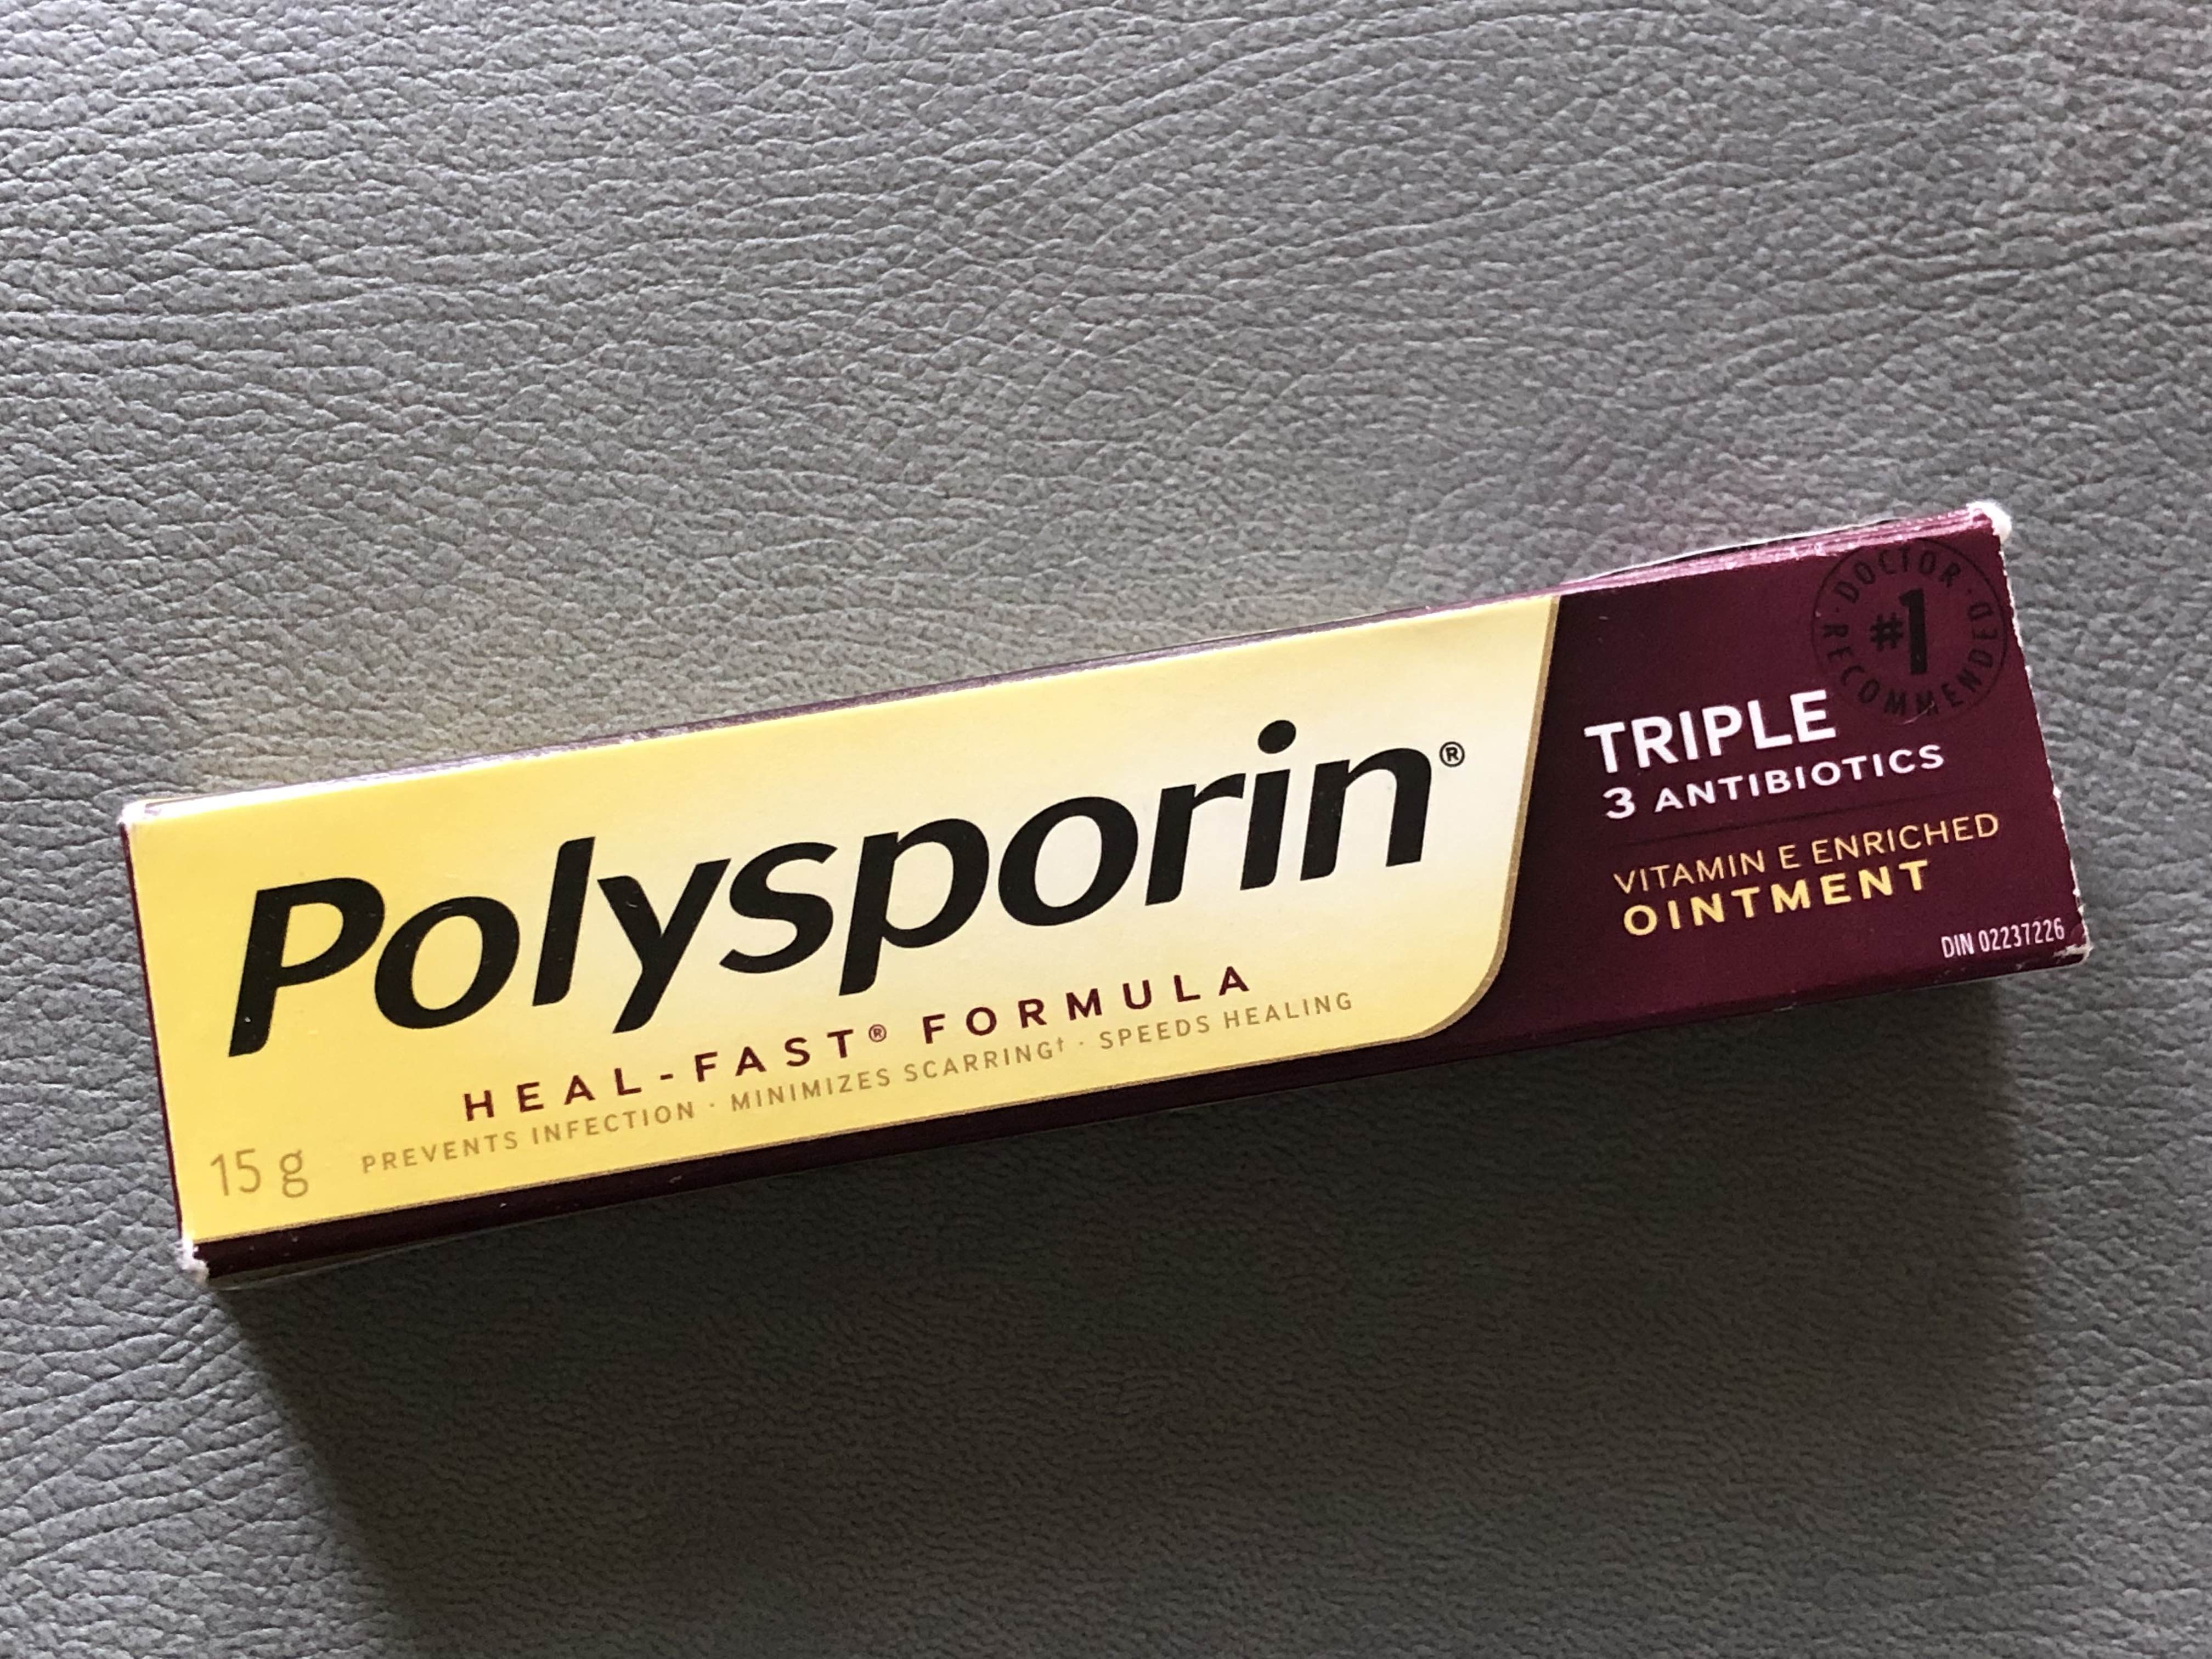 Polysporin®
HEAL-FAST® FORMULA
PREVENTS INFECTION · MINIMIZES SCARRING† · SPEEDS HEALING
15 g
· DOCTOR · RECOMMENDED
#1
TRIPLE
3 ANTIBIOTICS
VITAMIN E ENRICHED
OINTMENT
DIN 02237226